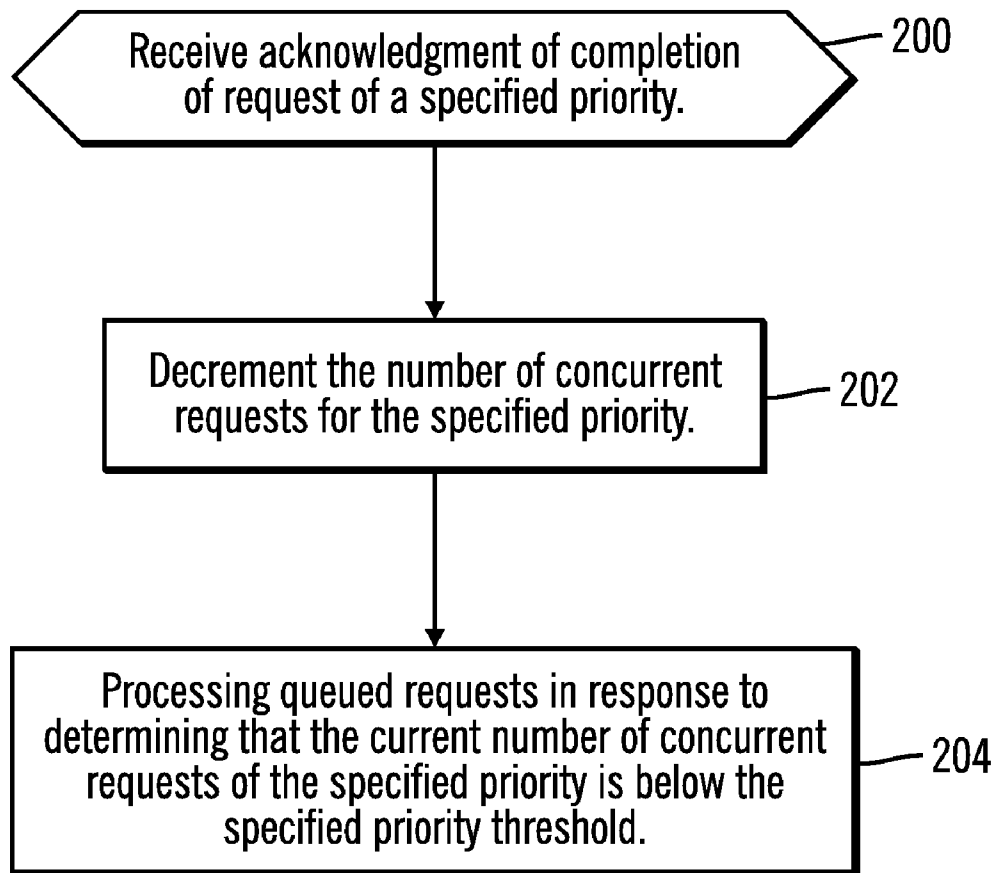 Receive acknowledgment of completion
of request of a specified priority.
200
Decrement the number of concurrent
requests for the specified priority.
202
Processing queued requests in response to
determining that the current number of concurrent
requests of the specified priority is below the
specified priority threshold.
204